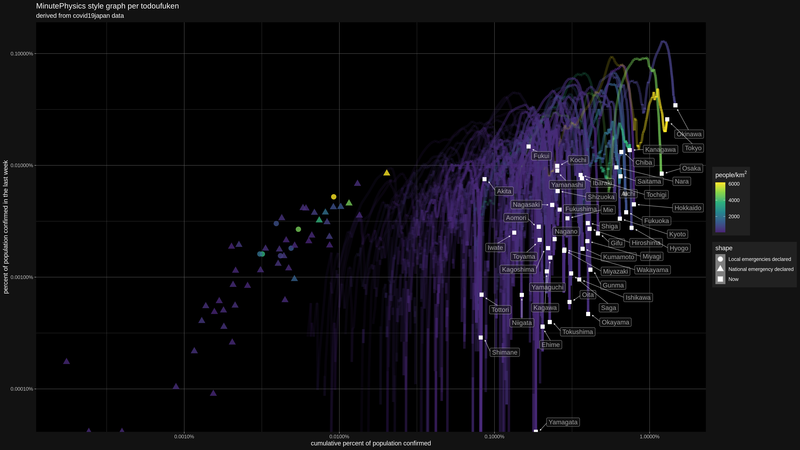 MinutePhysics style graph per todoufuken
derived from covid19japan data
percent of population confirmed in the last week
0.10000%
0.01000%
0.00100%
0.00010%
0.0010%
0.0100%
0.1000%
1.0000%
cumulative percent of population confirmed
Okinawa
Tokyo
Kanagawa
Chiba
Osaka
Fukui
Kochi
Nara
Saitama
Yamanashi
Ibaraki
Akita
Shizuoka
Aichi
Tochigi
Nagasaki
Fukushima
Mie
Hokkaido
Aomori
Fukuoka
Shiga
Nagano
Kyoto
Iwate
Gifu
Hiroshima
Hyogo
Toyama
Kumamoto
Miyagi
Kagoshima
Miyazaki
Wakayama
Yamaguchi
Gunma
Oita
Ishikawa
Tottori
Kagawa
Saga
Niigata
Okayama
Tokushima
Ehime
Shimane
Yamagata
people/km²
6000
4000
2000
shape
Local emergencies declared
National emergency declared
Now